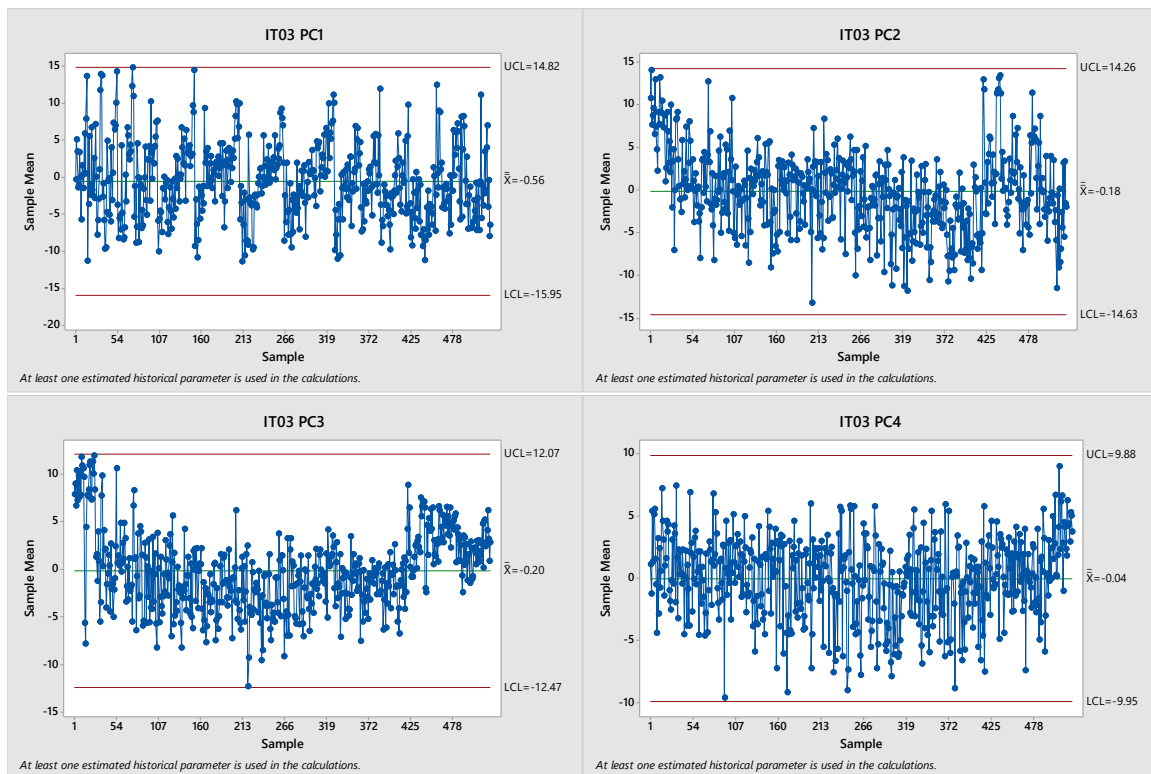 IT03 PC1
15
10
5
0
-5
-10
-15
-20
Sample Mean
UCL=14.82
X̿=-0.56
LCL=-15.95
1 54 107 160 213 266 319 372 425 478
Sample
At least one estimated historical parameter is used in the calculations.
IT03 PC2
15
10
5
0
-5
-10
-15
Sample Mean
UCL=14.26
X̿=-0.18
LCL=-14.63
1 54 107 160 213 266 319 372 425 478
Sample
At least one estimated historical parameter is used in the calculations.
IT03 PC3
10
5
0
-5
-10
-15
Sample Mean
UCL=12.07
X̿=-0.20
LCL=-12.47
1 54 107 160 213 266 319 372 425 478
Sample
At least one estimated historical parameter is used in the calculations.
IT03 PC4
10
5
0
-5
-10
Sample Mean
UCL=9.88
X̿=-0.04
LCL=-9.95
1 54 107 160 213 266 319 372 425 478
Sample
At least one estimated historical parameter is used in the calculations.